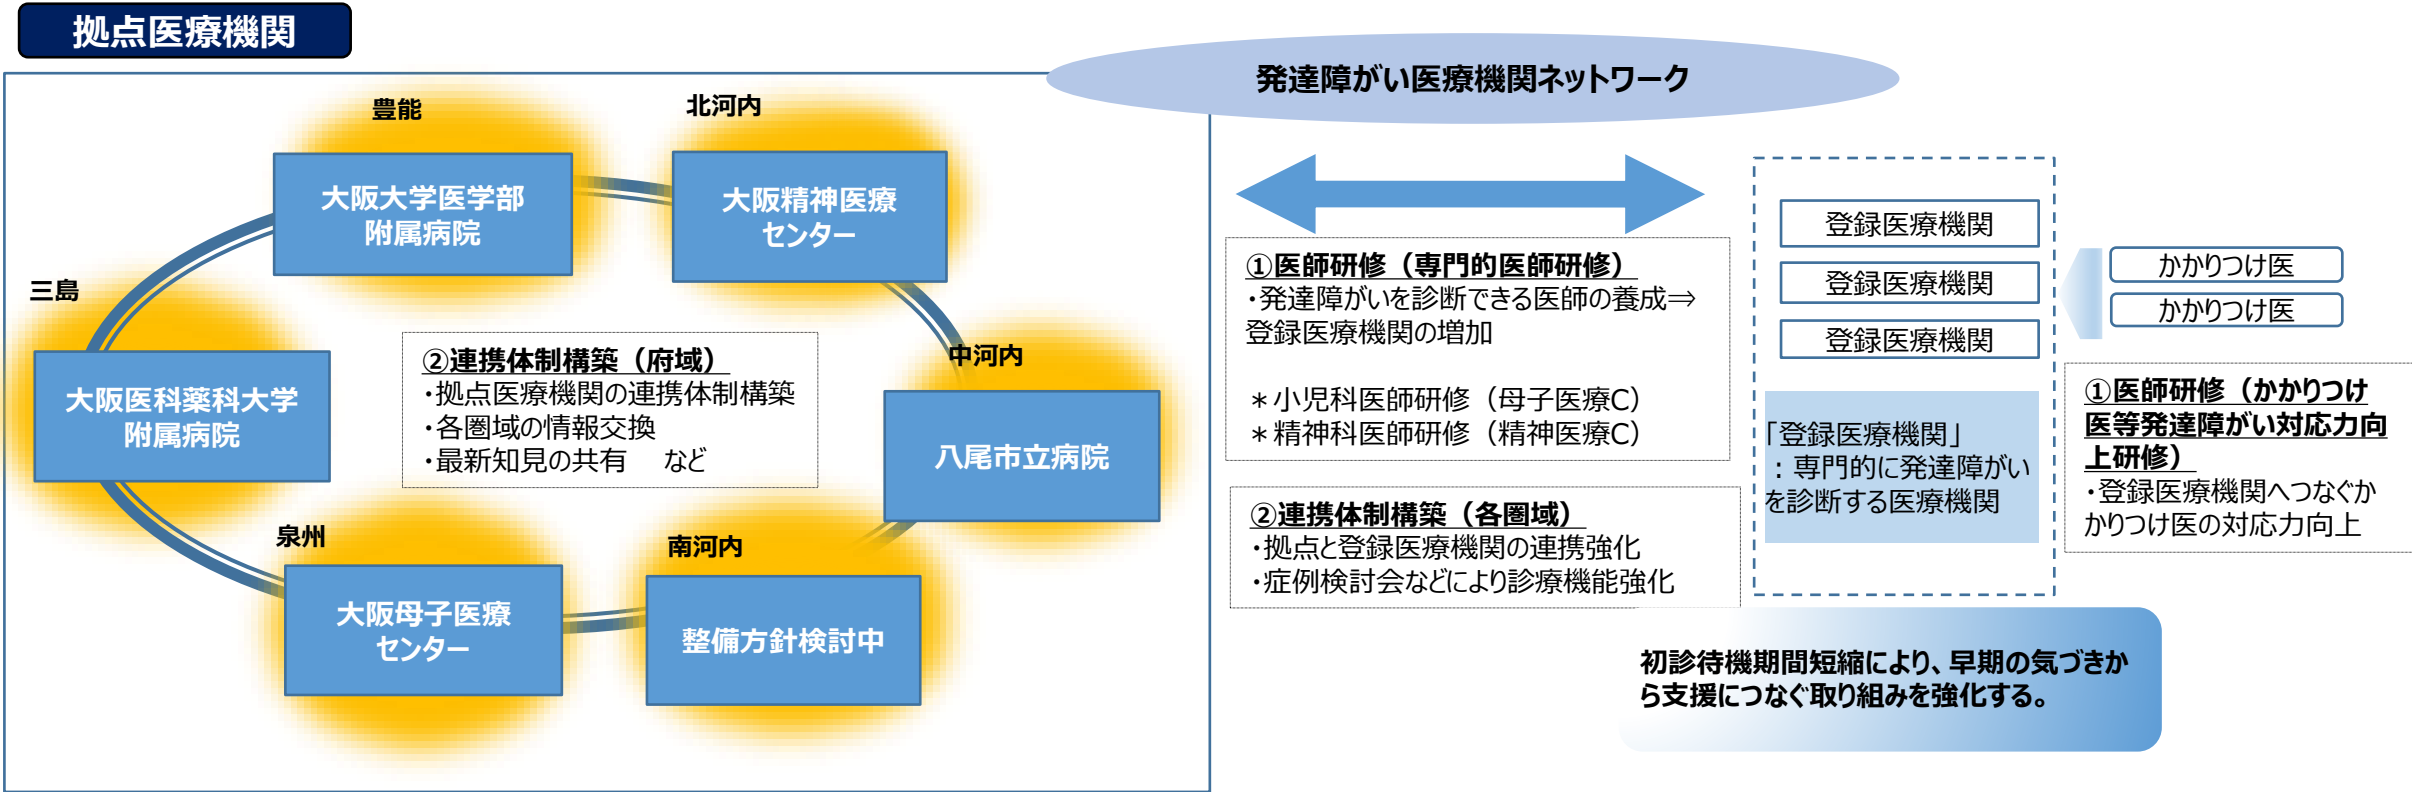 拠点医療機関
発達障がい医療機関ネットワーク
豊能
大阪大学医学部
附属病院
北河内
大阪精神医療
センター
三島
大阪医科薬科大学
附属病院
②連携体制構築（府域）
・拠点医療機関の連携体制構築
・各圏域の情報交換
・最新知見の共有　など
中河内
八尾市立病院
泉州
大阪母子医療
センター
南河内
整備方針検討中
①医師研修（専門的医師研修）
・発達障がいを診断できる医師の養成⇒
登録医療機関の増加
＊小児科医師研修（母子医療C）
＊精神科医師研修（精神医療C）
②連携体制構築（各圏域）
・拠点と登録医療機関の連携強化
・症例検討会などにより診療機能強化
登録医療機関
登録医療機関
登録医療機関
「登録医療機関」
：専門的に発達障がい
を診断する医療機関
かかりつけ医
かかりつけ医
①医師研修（かかりつけ
医等発達障がい対応力向
上研修）
・登録医療機関へつなぐか
かりつけ医の対応力向上
初診待機期間短縮により、早期の気づきか
ら支援につなぐ取り組みを強化する。